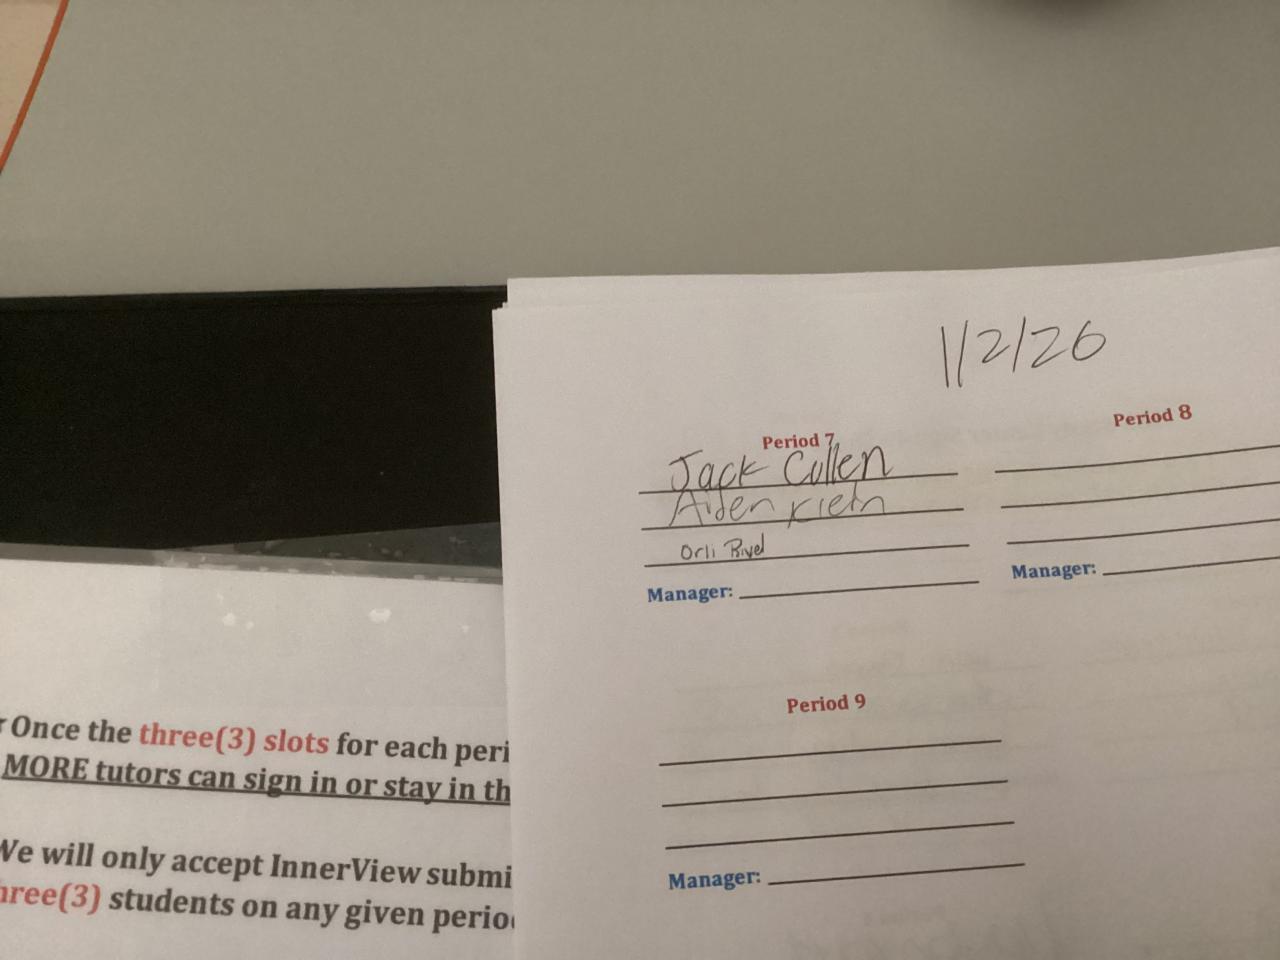 1/2/26
Period 7
Jack Cullen
Aiden Klein
Orli
Manager:
Period 8
Manager:
Period 9
Manager:
Once the three(3) slots for each peri
MORE tutors can sign in or stay in th
We will only accept InnerView submi
hree(3) students on any given perio